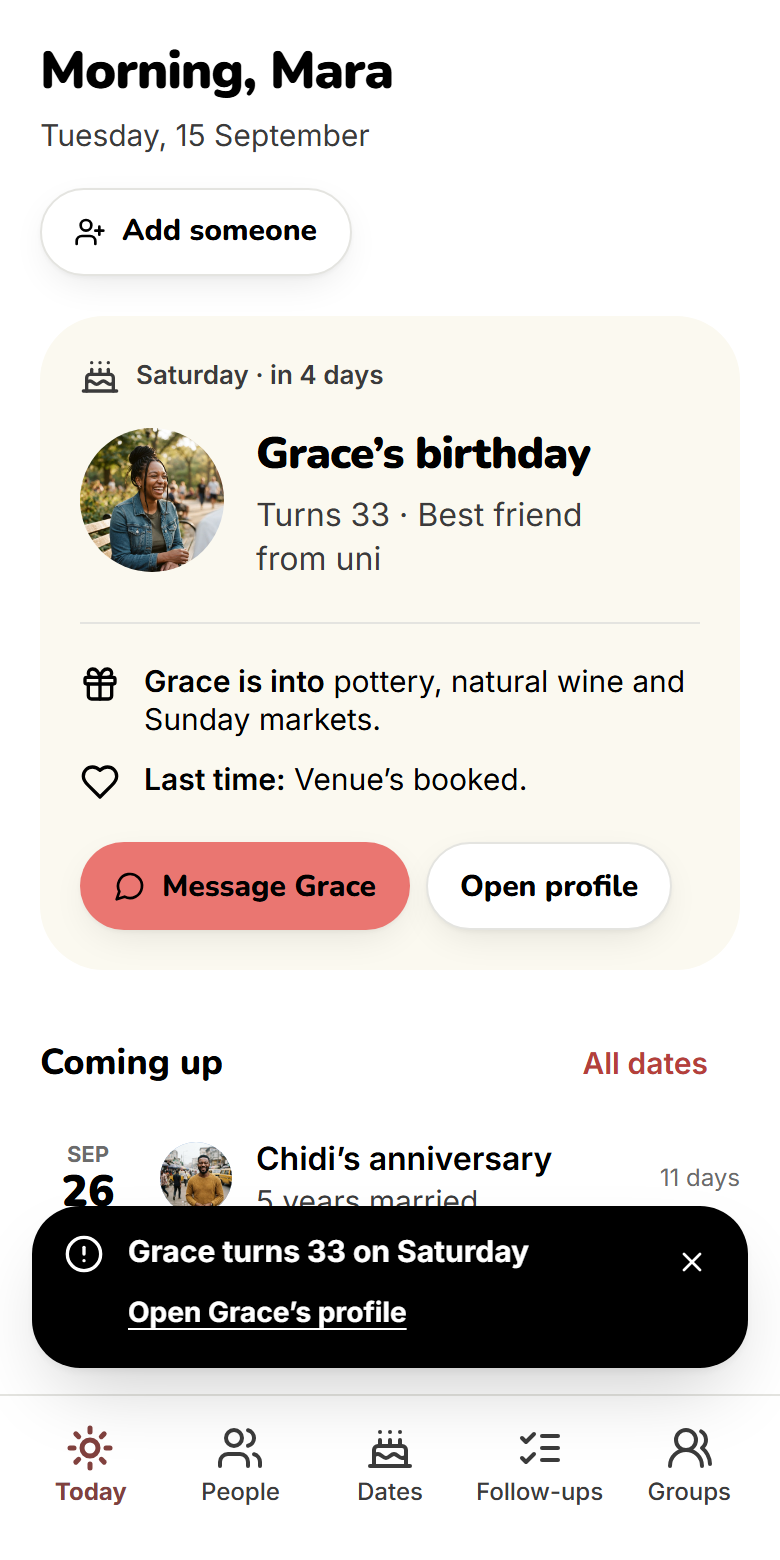 Morning, Mara
Tuesday, 15 September
Add someone
Saturday · in 4 days
Grace’s birthday
Turns 33 · Best friend
from uni
Grace is into pottery, natural wine and
Sunday markets.
Last time: Venue’s booked.
Message Grace
Open profile
Coming up
All dates
SEP
26
Chidi’s anniversary
5 years married
11 days
Grace turns 33 on Saturday
Open Grace’s profile
Today
People
Dates
Follow-ups
Groups